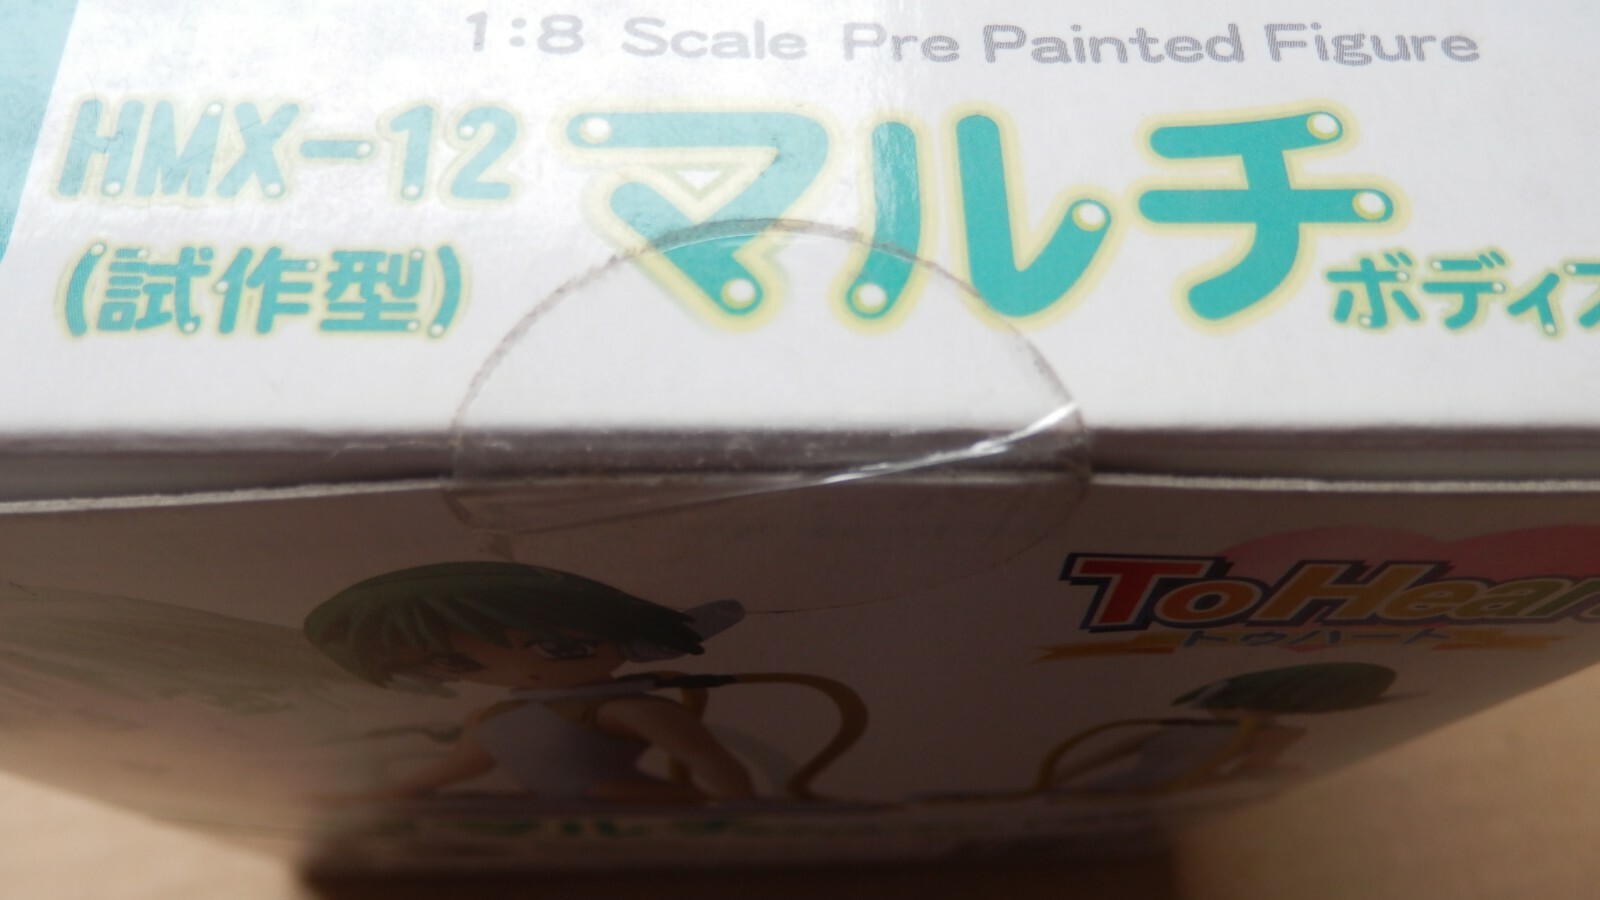 1:8 Scale Pre Painted Figure
HMX-12 マルチ
(試作型)
ボディス
ToHeart
トゥハート